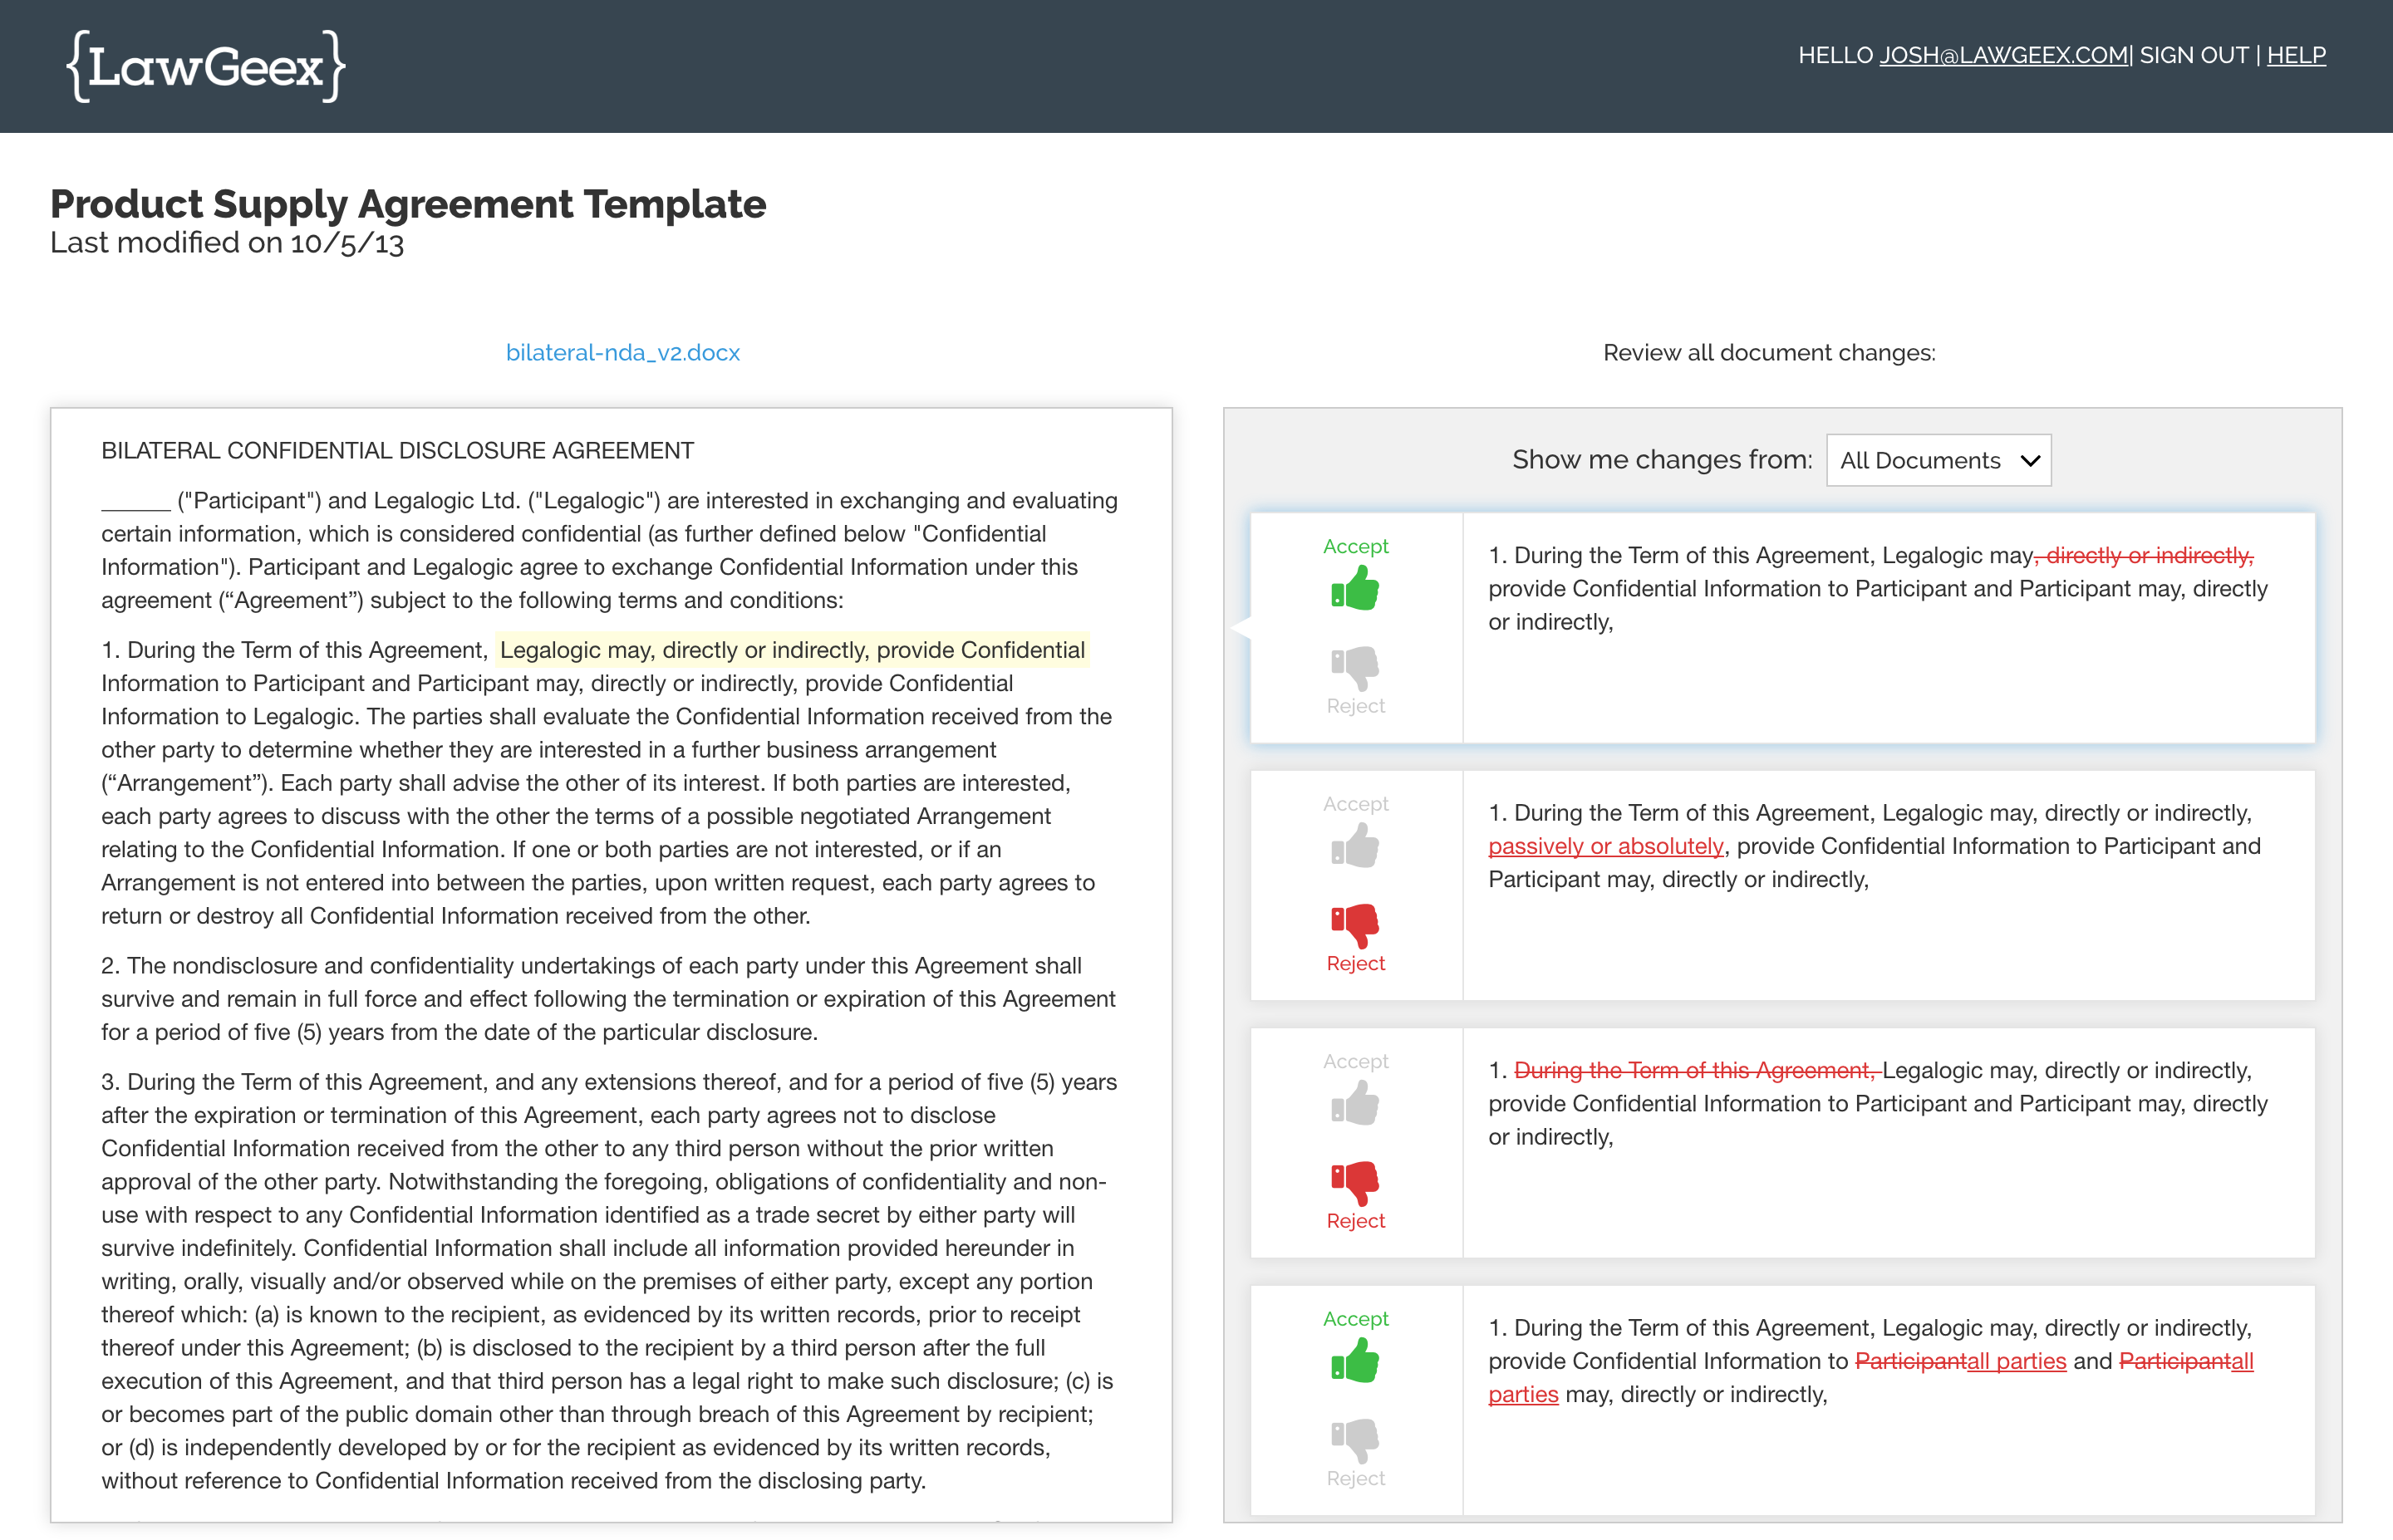 {LawGeex}
HELLO JOSH@LAWGEEX.COM| SIGN OUT | HELP
Product Supply Agreement Template
Last modified on 10/5/13
bilateral-nda_v2.docx
BILATERAL CONFIDENTIAL DISCLOSURE AGREEMENT
______ ("Participant") and Legalogic Ltd. ("Legalogic") are interested in exchanging and evaluating
certain information, which is considered confidential (as further defined below "Confidential
Information"). Participant and Legalogic agree to exchange Confidential Information under this
agreement (“Agreement”) subject to the following terms and conditions:
1. During the Term of this Agreement, Legalogic may, directly or indirectly, provide Confidential
Information to Participant and Participant may, directly or indirectly, provide Confidential
Information to Legalogic. The parties shall evaluate the Confidential Information received from the
other party to determine whether they are interested in a further business arrangement
(“Arrangement”). Each party shall advise the other of its interest. If both parties are interested,
each party agrees to discuss with the other the terms of a possible negotiated Arrangement
relating to the Confidential Information. If one or both parties are not interested, or if an
Arrangement is not entered into between the parties, upon written request, each party agrees to
return or destroy all Confidential Information received from the other.
2. The nondisclosure and confidentiality undertakings of each party under this Agreement shall
survive and remain in full force and effect following the termination or expiration of this Agreement
for a period of five (5) years from the date of the particular disclosure.
3. During the Term of this Agreement, and any extensions thereof, and for a period of five (5) years
after the expiration or termination of this Agreement, each party agrees not to disclose
Confidential Information received from the other to any third person without the prior written
approval of the other party. Notwithstanding the foregoing, obligations of confidentiality and non-
use with respect to any Confidential Information identified as a trade secret by either party will
survive indefinitely. Confidential Information shall include all information provided hereunder in
writing, orally, visually and/or observed while on the premises of either party, except any portion
thereof which: (a) is known to the recipient, as evidenced by its written records, prior to receipt
thereof under this Agreement; (b) is disclosed to the recipient by a third person after the full
execution of this Agreement, and that third person has a legal right to make such disclosure; (c) is
or becomes part of the public domain other than through breach of this Agreement by recipient;
or (d) is independently developed by or for the recipient as evidenced by its written records,
without reference to Confidential Information received from the disclosing party.
Review all document changes:
Show me changes from: All Documents
Accept
Reject
1. During the Term of this Agreement, Legalogic may, directly or indirectly,
provide Confidential Information to Participant and Participant may, directly
or indirectly,
Accept
Reject
1. During the Term of this Agreement, Legalogic may, directly or indirectly,
passively or absolutely, provide Confidential Information to Participant and
Participant may, directly or indirectly,
Accept
Reject
1. During the Term of this Agreement, Legalogic may, directly or indirectly,
provide Confidential Information to Participant and Participant may, directly
or indirectly,
Accept
Reject
1. During the Term of this Agreement, Legalogic may, directly or indirectly,
provide Confidential Information to Participantall parties and Participantall
parties may, directly or indirectly,